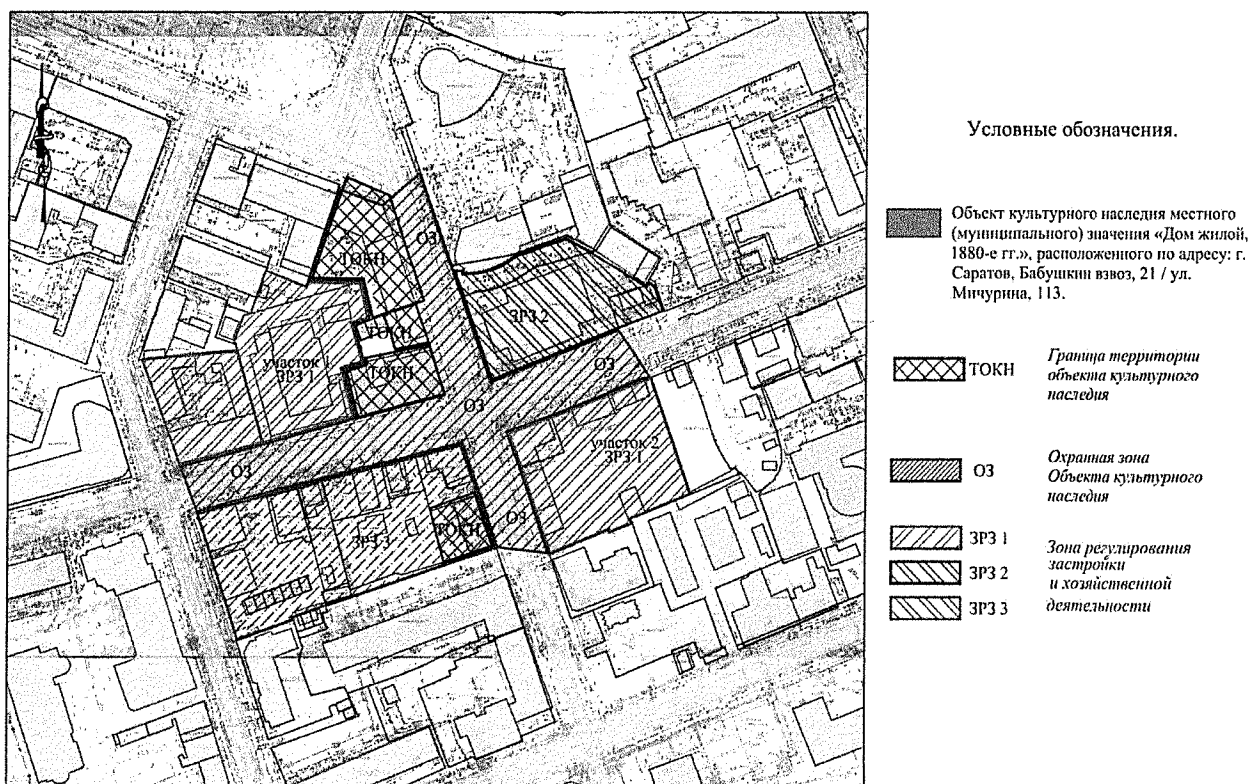 Условные обозначения.
Объект культурного наследия местного
(муниципального) значения «Дом жилой,
1880-е гг.», расположенного по адресу: г.
Саратов, Бабушкин взвоз, 21 / ул.
Мичурина, 113.
ТОКН
Граница территории
объекта культурного
наследия
ОЗ
Охранная зона
Объекта культурного
наследия
ЗРЗ 1
ЗРЗ 2
ЗРЗ 3
Зона регулирования
застройки
и хозяйственной
деятельности
ОЗ
ТОКН
ЗРЗ 2
ТОКН
участок 1
ЗРЗ 1
ТОКН
ОЗ
ОЗ
участок 2
ЗРЗ 1
ОЗ
ЗРЗ 3
ТОКН
ОЗ